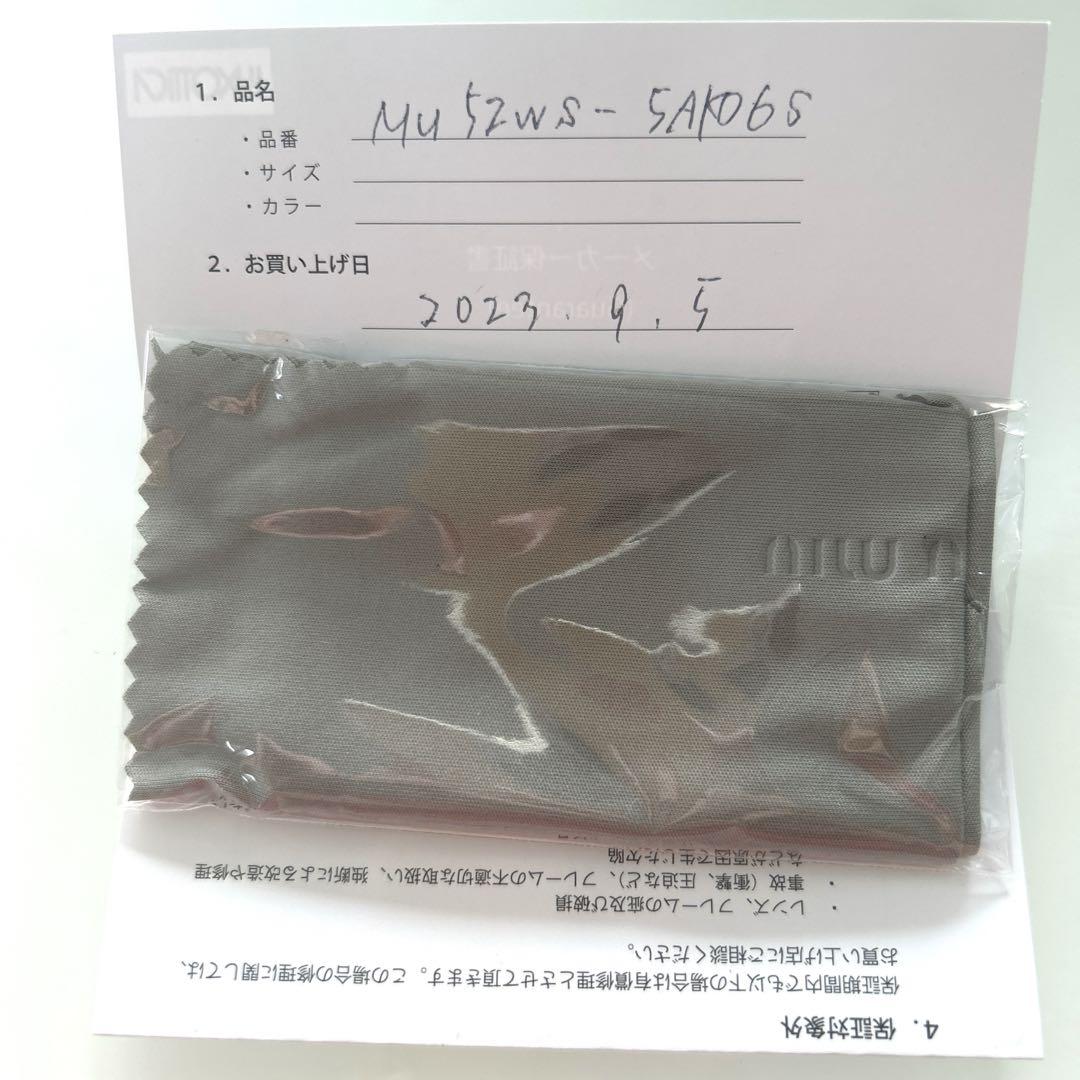 1. 品名
・品番 MU 52WS - 5AK06S
・サイズ
・カラー
2. お買い上げ日
2023. 9. 5
メーカー保証書
miu miu
4. 保証対象外
保証期間内でも以下の場合は有償修理とさせて頂きます。この場合の修理に関しては、
お買い上げ店にご相談ください。
・ レンズ、フレームの疵及び破損
・ 事故（衝撃、圧迫など）、フレームの不適切な取扱い、独断による改造や修理
などが原因で生じた欠陥